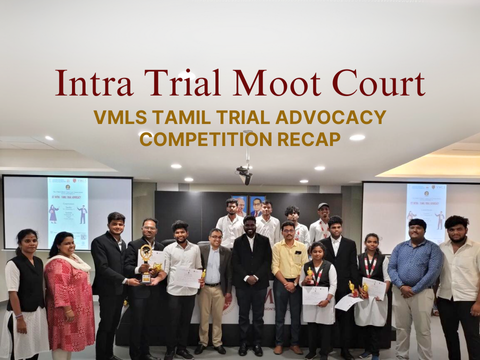 Intra Trial Moot Court
VMLS TAMIL TRIAL ADVOCACY
COMPETITION RECAP